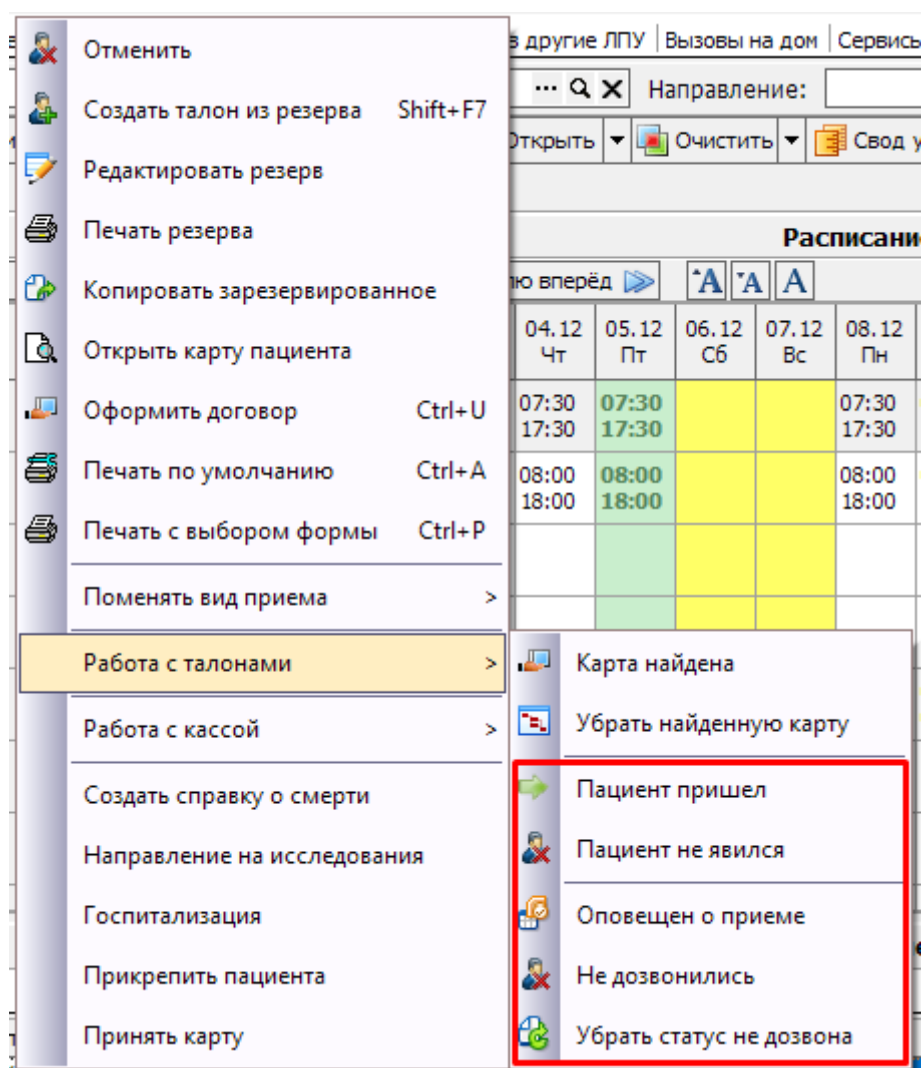 Отменить
Создать талон из резерва Shift+F7
Редактировать резерв
Печать резерва
Копировать зарезервированное
Открыть карту пациента
Оформить договор Ctrl+U
Печать по умолчанию Ctrl+A
Печать с выбором формы Ctrl+P
Поменять вид приема >
Работа с талонами >
Работа с кассой >
Создать справку о смерти
Направление на исследования
Госпитализация
Прикрепить пациента
Принять карту
Карта найдена
Убрать найденную карту
Пациент пришел
Пациент не явился
Оповещен о приеме
Не дозвонились
Убрать статус не дозвона
в другие ЛПУ Вызовы на дом
Направление:
Очистить Свод
вперёд A A A
04.12 05.12 06.12 07.12 08.12
Чт Пт Сб Вс Пн
07:30 07:30 07:30
17:30 17:30 17:30
08:00 08:00 08:00
18:00 18:00 18:00